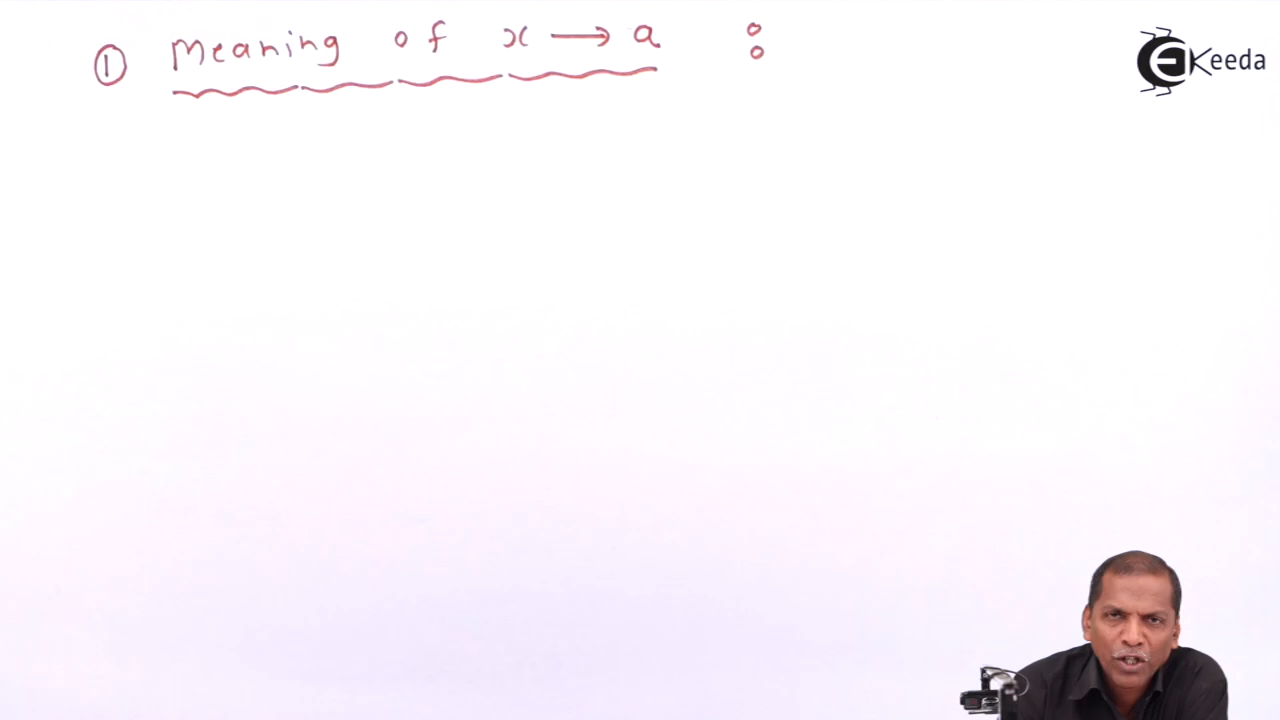 ① Meaning of x → a :
EKeeda